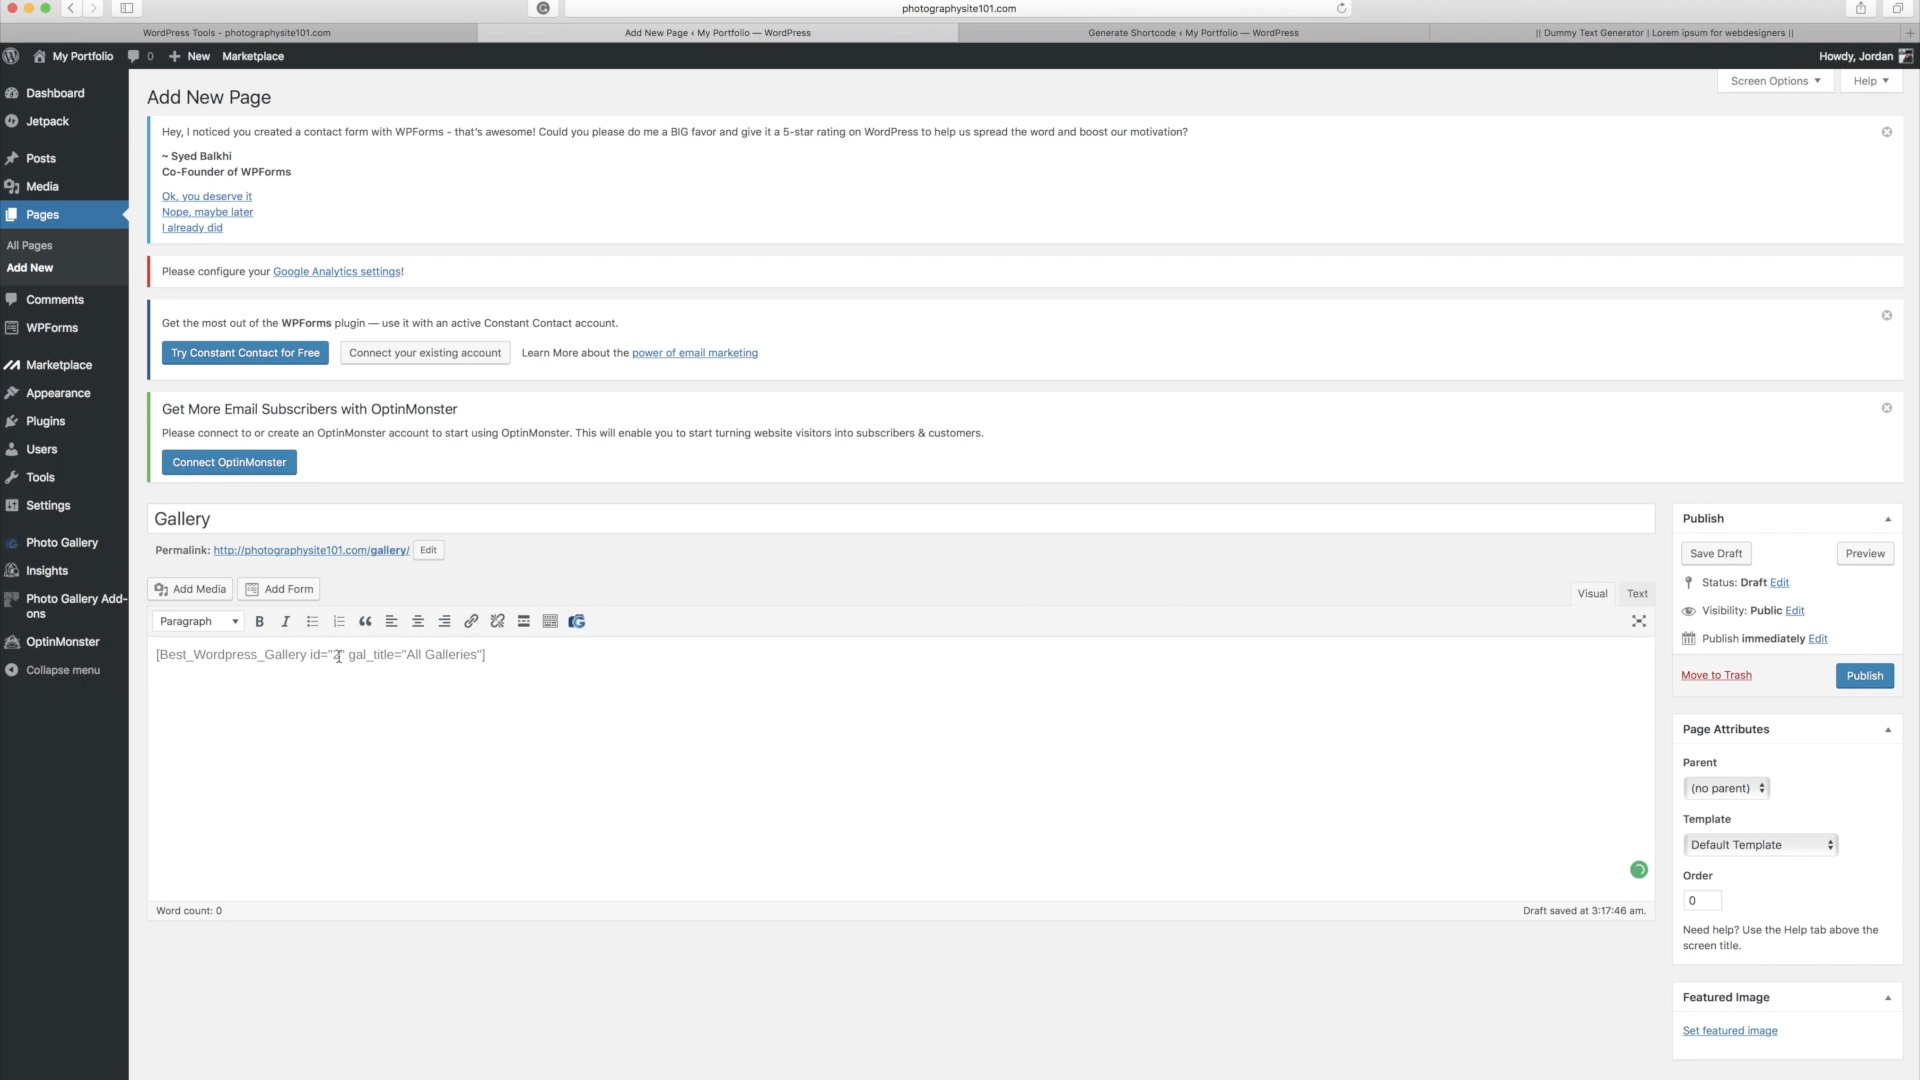 photographysite101.com
WordPress Tools - photographysite101.com
Add New Page ‹ My Portfolio — WordPress
Generate Shortcode ‹ My Portfolio — WordPress
|| Dummy Text Generator | Lorem ipsum for webdesigners ||
My Portfolio
0
New
Marketplace
Howdy, Jordan
Dashboard
Jetpack
Posts
Media
Pages
All Pages
Add New
Comments
WPForms
Marketplace
Appearance
Plugins
Users
Tools
Settings
Photo Gallery
Insights
Photo Gallery Add-
ons
OptinMonster
Collapse menu
Screen Options
Help
Add New Page
Hey, I noticed you created a contact form with WPForms - that's awesome! Could you please do me a BIG favor and give it a 5-star rating on WordPress to help us spread the word and boost our motivation?
~ Syed Balkhi
Co-Founder of WPForms
Ok, you deserve it
Nope, maybe later
I already did
Please configure your Google Analytics settings!
Get the most out of the WPForms plugin — use it with an active Constant Contact account.
Try Constant Contact for Free
Connect your existing account
Learn More about the power of email marketing
Get More Email Subscribers with OptinMonster
Please connect to or create an OptinMonster account to start using OptinMonster. This will enable you to start turning website visitors into subscribers & customers.
Connect OptinMonster
Gallery
Permalink: http://photographysite101.com/gallery/ Edit
Add Media
Add Form
Visual
Text
Paragraph
B I
[Best_Wordpress_Gallery id="2" gal_title="All Galleries"]
Word count: 0
Draft saved at 3:17:46 am.
Publish
Save Draft
Preview
Status: Draft Edit
Visibility: Public Edit
Publish immediately Edit
Move to Trash
Publish
Page Attributes
Parent
(no parent)
Template
Default Template
Order
0
Need help? Use the Help tab above the
screen title.
Featured Image
Set featured image